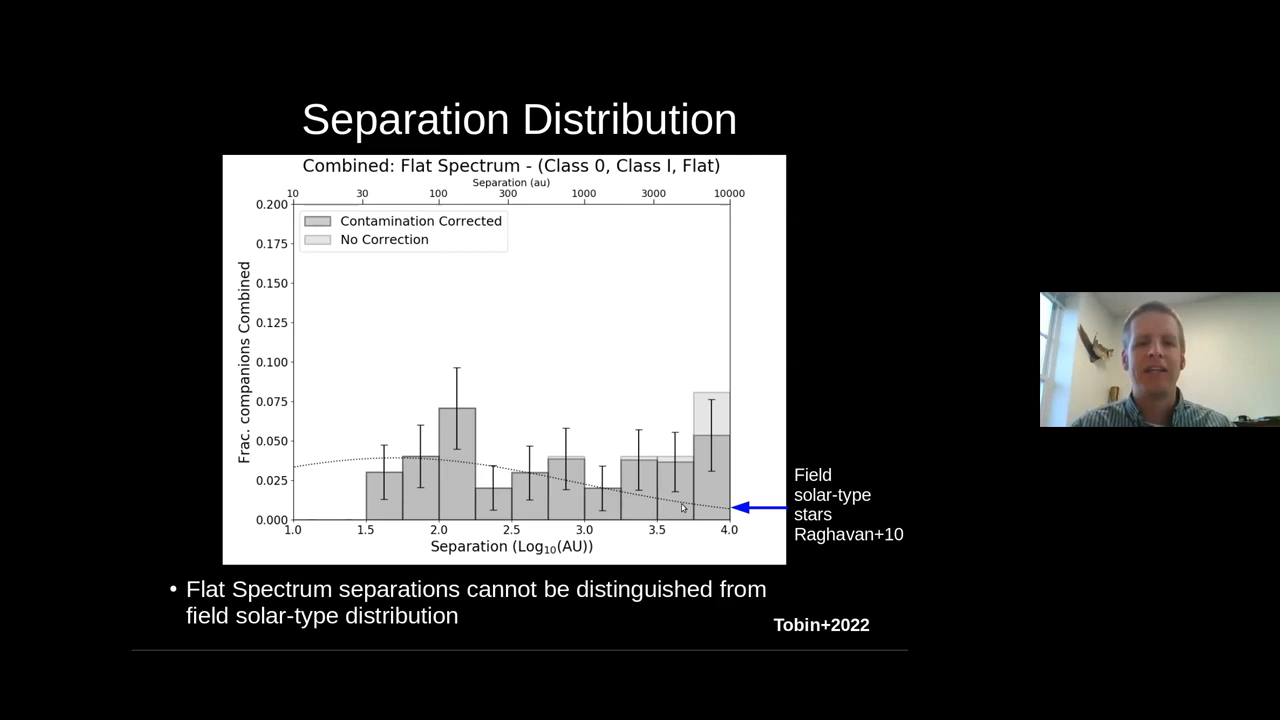 Separation Distribution
Combined: Flat Spectrum - (Class 0, Class I, Flat)
Separation (au)
10 30 100 300 1000 3000 10000
0.200
Contamination Corrected
No Correction
0.175
0.150
0.125
0.100
0.075
0.050
0.025
0.000
Frac. companions Combined
1.0 1.5 2.0 2.5 3.0 3.5 4.0
Separation (Log₁₀(AU))
Field
solar-type
stars
Raghavan+10
• Flat Spectrum separations cannot be distinguished from
field solar-type distribution
Tobin+2022